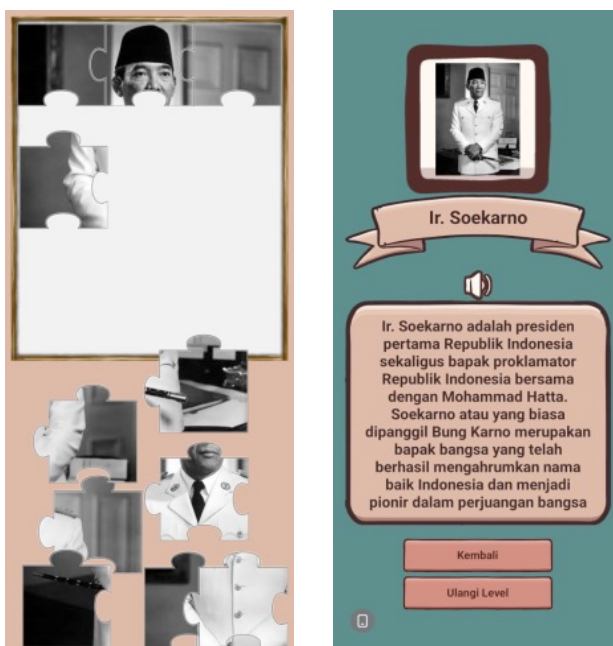 Ir. Soekarno
Ir. Soekarno adalah presiden
pertama Republik Indonesia
sekaligus bapak proklamator
Republik Indonesia bersama
dengan Mohammad Hatta.
Soekarno atau yang biasa
dipanggil Bung Karno merupakan
bapak bangsa yang telah
berhasil mengahrumkan nama
baik Indonesia dan menjadi
pionir dalam perjuangan bangsa
Kembali
Ulangi Level